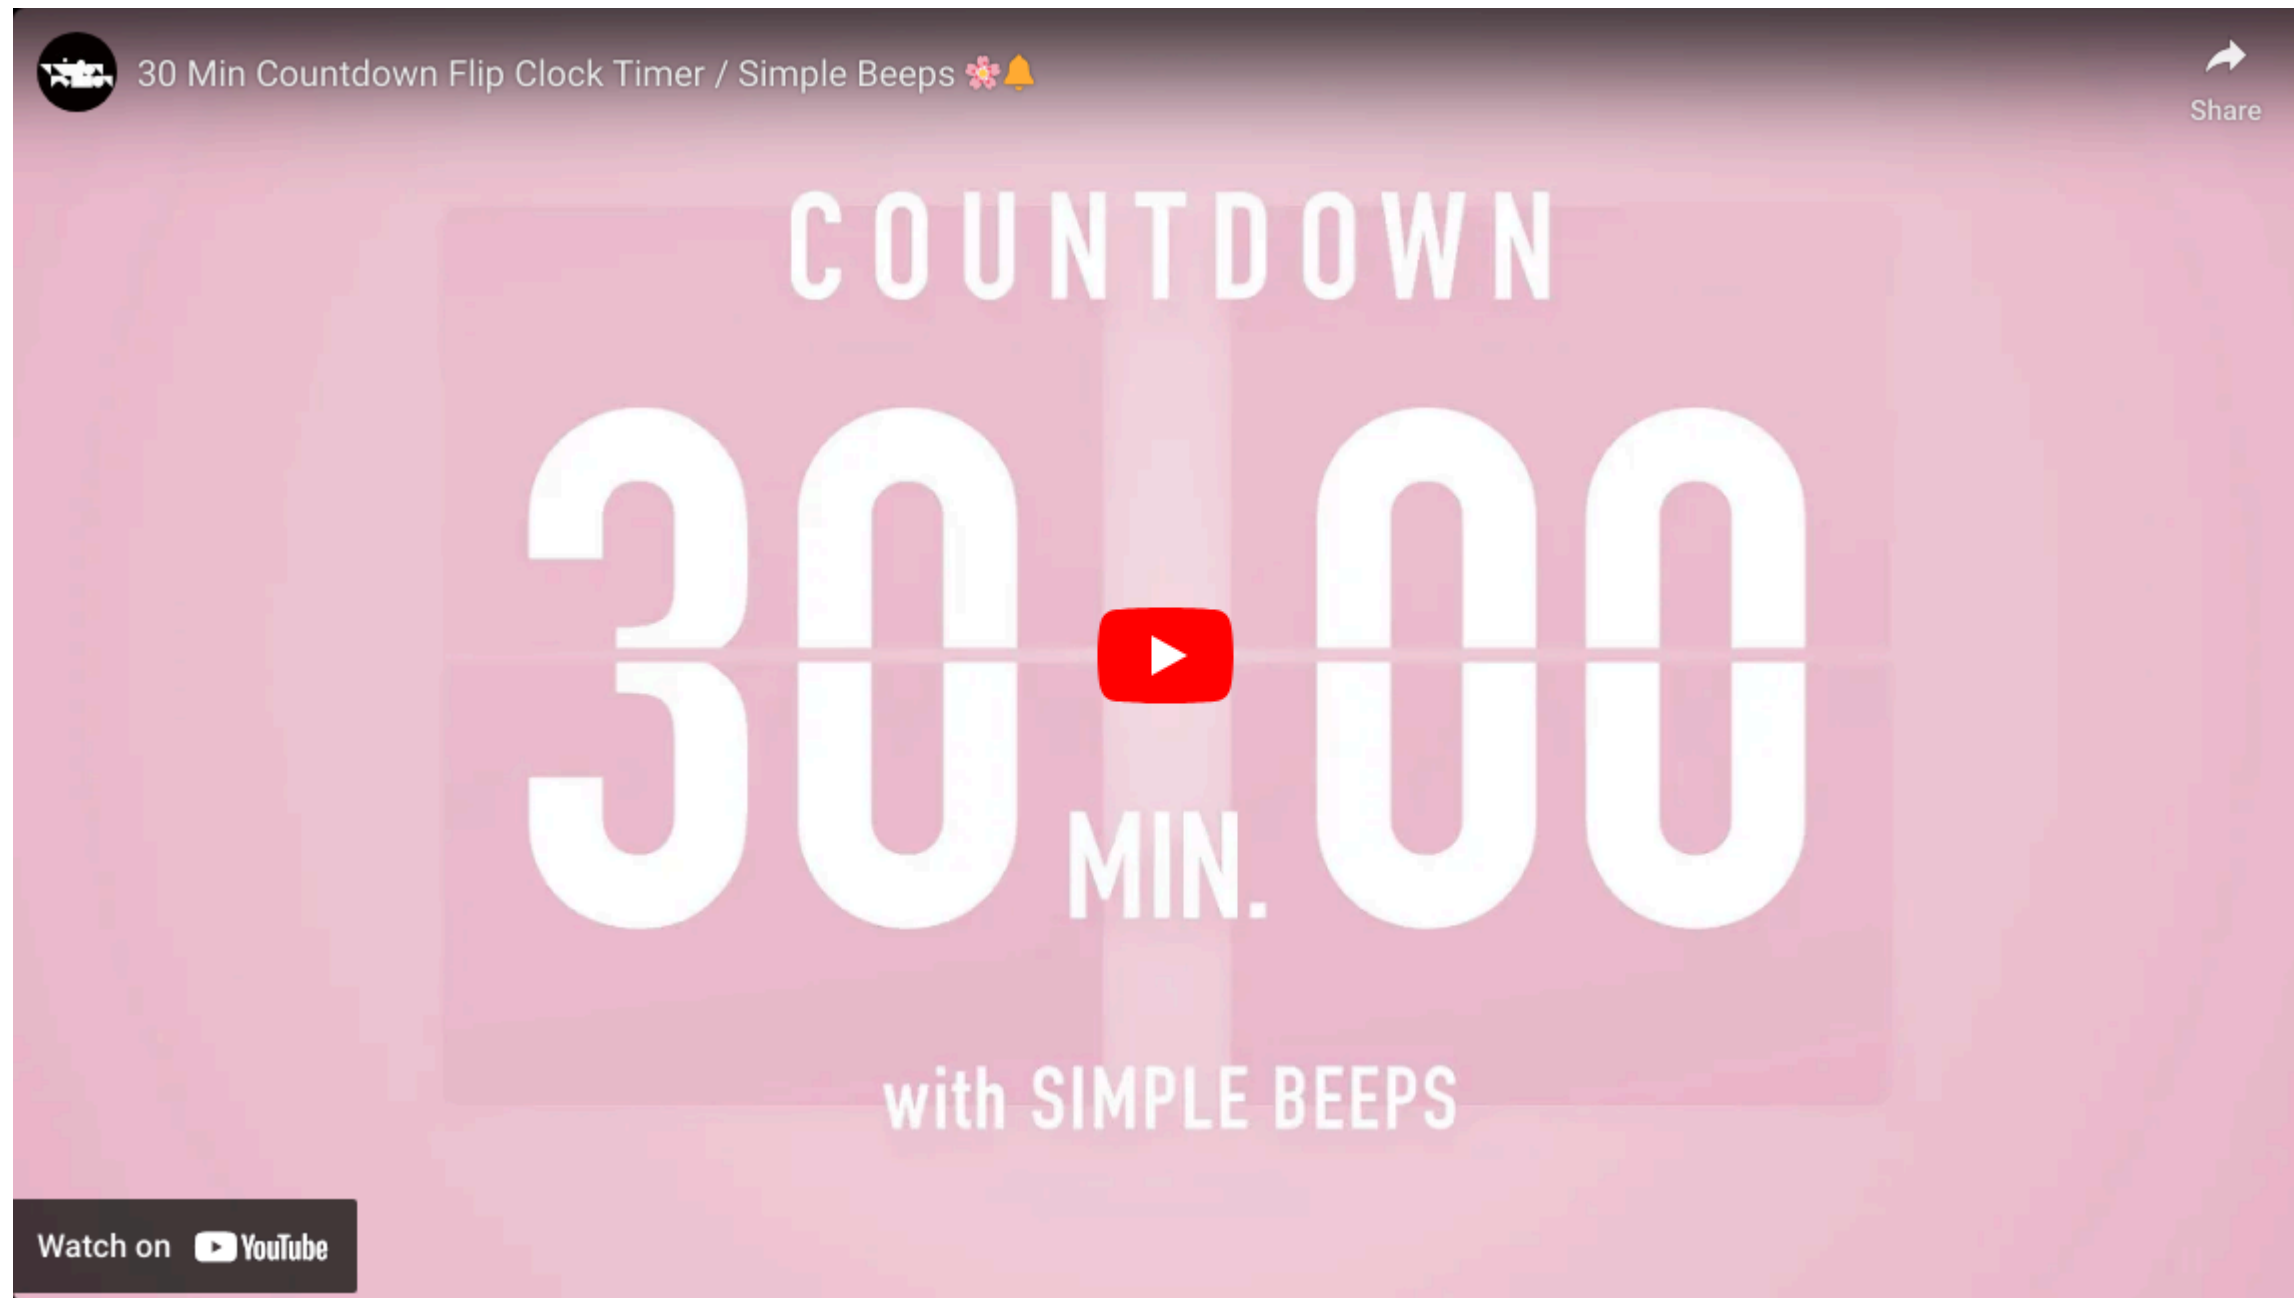 30 Min Countdown Flip Clock Timer / Simple Beeps 🌸🔔
Share
COUNTDOWN
30 MIN. 00
with SIMPLE BEEPS
Watch on YouTube